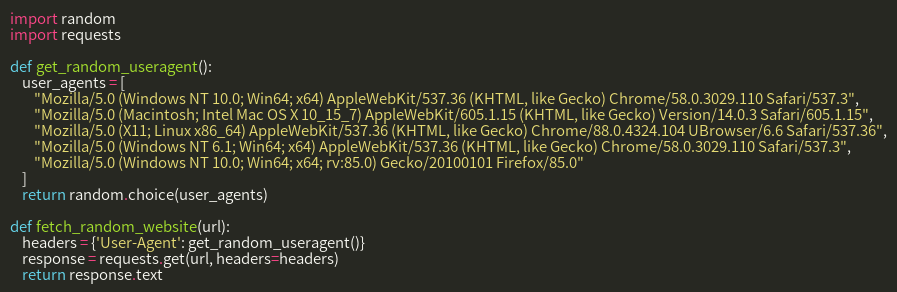 import random
import requests

def get_random_useragent():
    user_agents = [
        "Mozilla/5.0 (Windows NT 10.0; Win64; x64) AppleWebKit/537.36 (KHTML, like Gecko) Chrome/58.0.3029.110 Safari/537.3",
        "Mozilla/5.0 (Macintosh; Intel Mac OS X 10_15_7) AppleWebKit/605.1.15 (KHTML, like Gecko) Version/14.0.3 Safari/605.1.15",
        "Mozilla/5.0 (X11; Linux x86_64) AppleWebKit/537.36 (KHTML, like Gecko) Chrome/88.0.4324.104 UBrowser/6.6 Safari/537.36",
        "Mozilla/5.0 (Windows NT 6.1; Win64; x64) AppleWebKit/537.36 (KHTML, like Gecko) Chrome/58.0.3029.110 Safari/537.3",
        "Mozilla/5.0 (Windows NT 10.0; Win64; x64; rv:85.0) Gecko/20100101 Firefox/85.0"
    ]
    return random.choice(user_agents)

def fetch_random_website(url):
    headers = {'User-Agent': get_random_useragent()}
    response = requests.get(url, headers=headers)
    return response.text